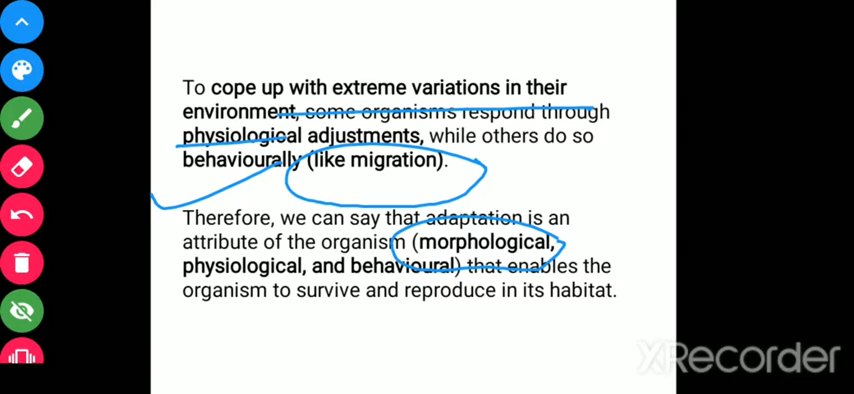 To cope up with extreme variations in their
environment, some organisms respond through
physiological adjustments, while others do so
behaviourally (like migration).
Therefore, we can say that adaptation is an
attribute of the organism (morphological,
physiological, and behavioural) that enables the
organism to survive and reproduce in its habitat.
XRecorder